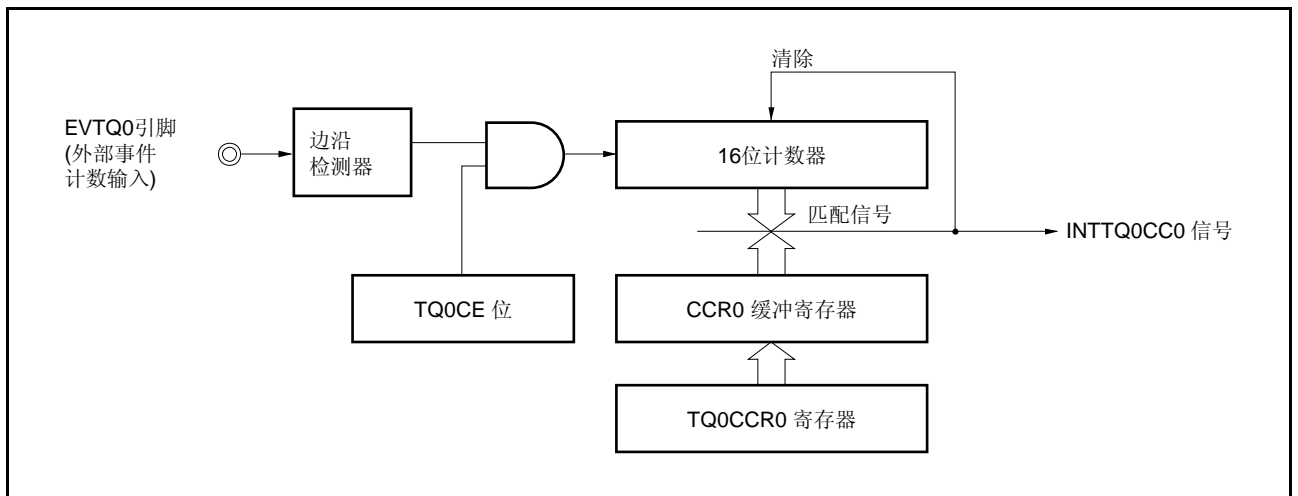 清除
EVTQ0引脚
(外部事件
计数输入)
边沿
检测器
16位计数器
匹配信号
INTTQ0CC0 信号
TQ0CE 位
CCR0 缓冲寄存器
TQ0CCR0 寄存器